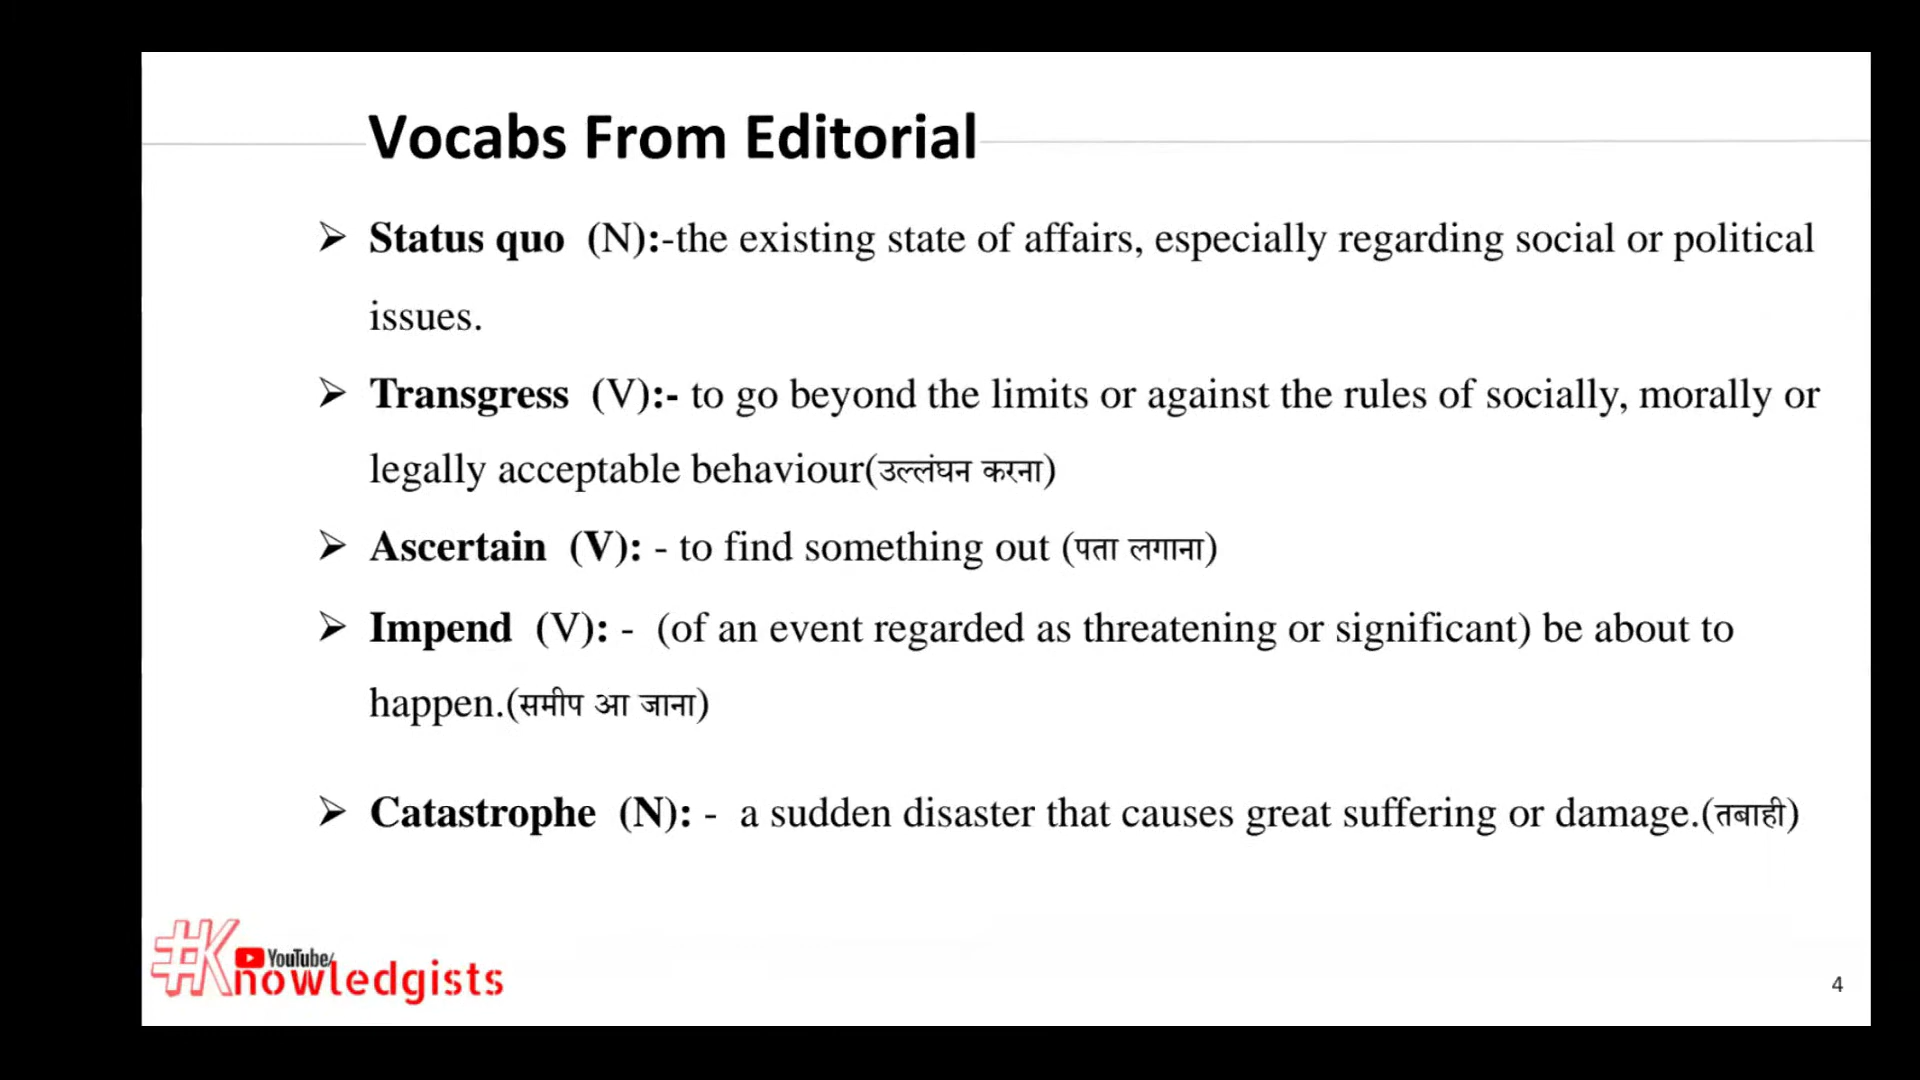 Vocabs From Editorial
➢ Status quo (N):-the existing state of affairs, especially regarding social or political
issues.
➢ Transgress (V):- to go beyond the limits or against the rules of socially, morally or
legally acceptable behaviour(उल्लंघन करना)
➢ Ascertain (V): - to find something out (पता लगाना)
➢ Impend (V): - (of an event regarded as threatening or significant) be about to
happen.(समीप आ जाना)
➢ Catastrophe (N): - a sudden disaster that causes great suffering or damage.(तबाही)
YouTube/
#Knowledgists
4